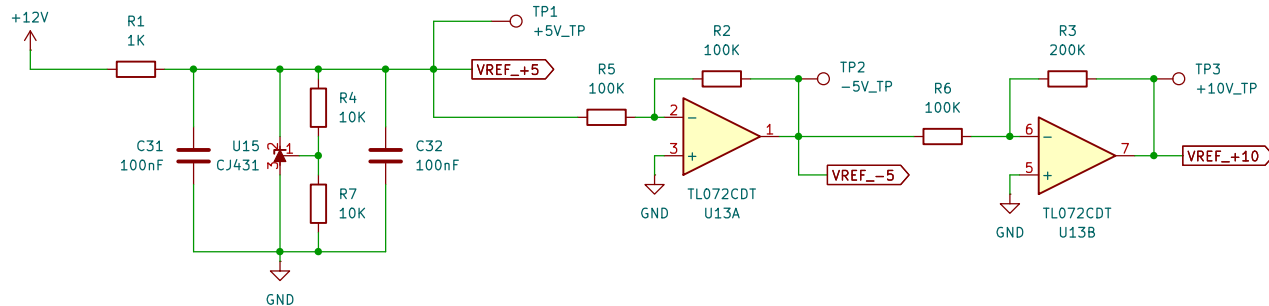 +12V
R1
1K
TP1
+5V_TP
VREF_+5
R4
10K
C31
100nF
U15
CJ431
3
2
1
C32
100nF
R7
10K
GND
R5
100K
R2
100K
2
−
3
+
1
TL072CDT
U13A
GND
TP2
−5V_TP
VREF_−5
R6
100K
R3
200K
6
−
5
+
7
TL072CDT
U13B
GND
TP3
+10V_TP
VREF_+10